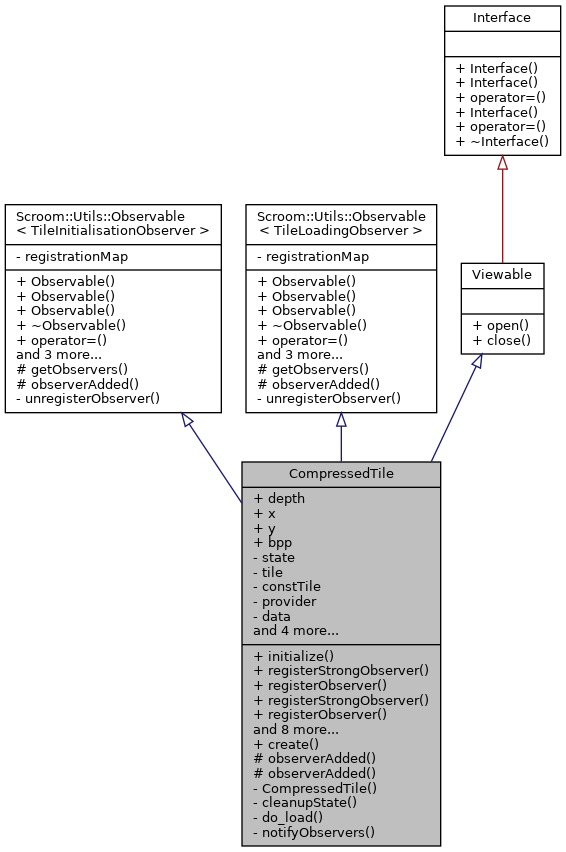 Interface
+ Interface()
+ Interface()
+ operator=()
+ Interface()
+ operator=()
+ ~Interface()
Scroom::Utils::Observable
< TileInitialisationObserver >
- registrationMap
+ Observable()
+ Observable()
+ Observable()
+ ~Observable()
+ operator=()
and 3 more...
# getObservers()
# observerAdded()
- unregisterObserver()
Scroom::Utils::Observable
< TileLoadingObserver >
- registrationMap
+ Observable()
+ Observable()
+ Observable()
+ ~Observable()
+ operator=()
and 3 more...
# getObservers()
# observerAdded()
- unregisterObserver()
Viewable
+ open()
+ close()
CompressedTile
+ depth
+ x
+ y
+ bpp
- state
- tile
- constTile
- provider
- data
and 4 more...
+ initialize()
+ registerStrongObserver()
+ registerObserver()
+ registerStrongObserver()
+ registerObserver()
and 8 more...
+ create()
# observerAdded()
# observerAdded()
- CompressedTile()
- cleanupState()
- do_load()
- notifyObservers()